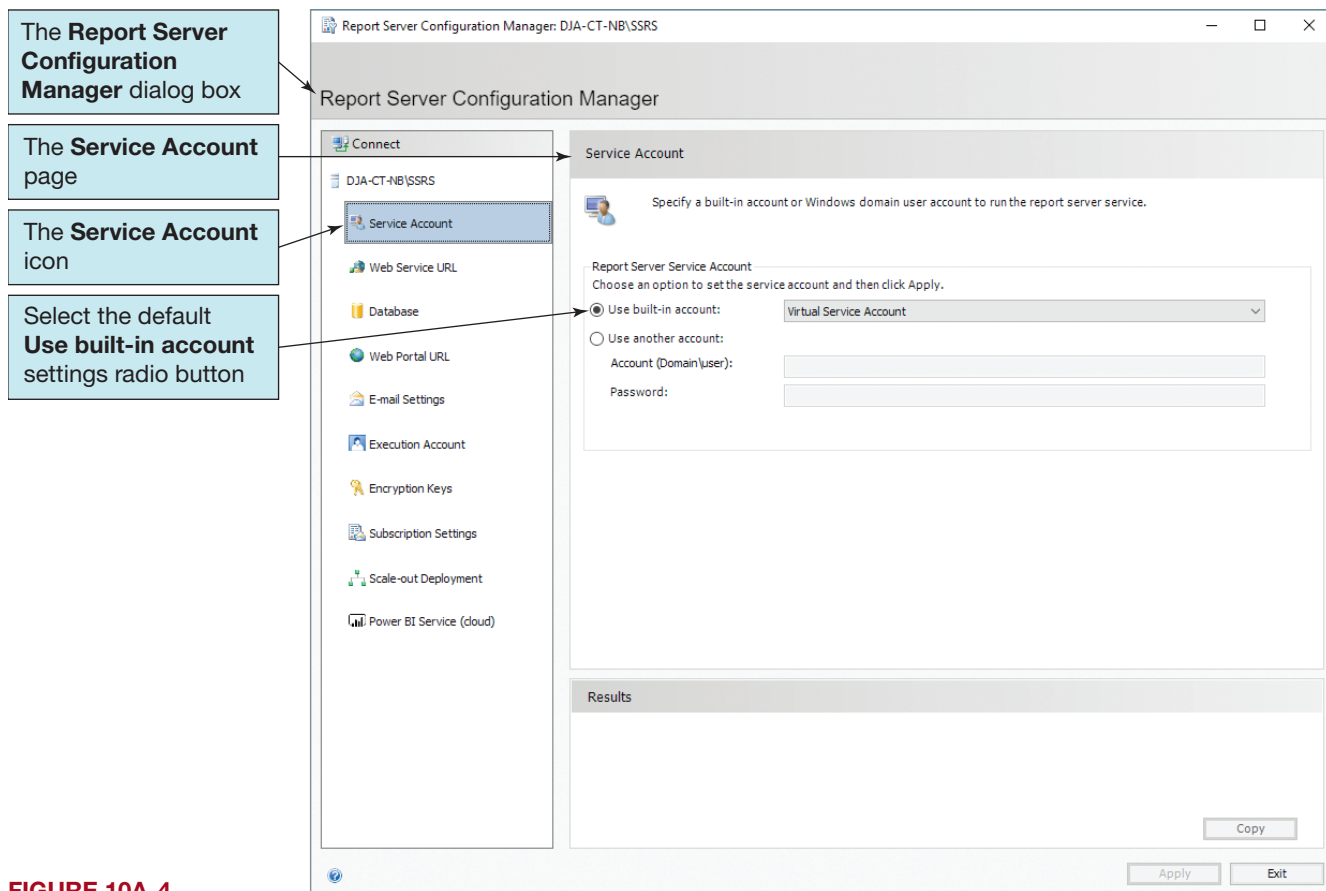 The Report Server
Configuration
Manager dialog box
The Service Account
page
The Service Account
icon
Select the default
Use built-in account
settings radio button
Report Server Configuration Manager: DJA-CT-NB\SSRS
Report Server Configuration Manager
Connect
DJA-CT-NB\SSRS
Service Account
Web Service URL
Database
Web Portal URL
E-mail Settings
Execution Account
Encryption Keys
Subscription Settings
Scale-out Deployment
Power BI Service (cloud)
Service Account
Specify a built-in account or Windows domain user account to run the report server service.
Report Server Service Account
Choose an option to set the service account and then click Apply.
Use built-in account: Virtual Service Account
Use another account:
Account (Domain\user):
Password:
Results
Copy
Apply Exit
FIGURE 10A-4